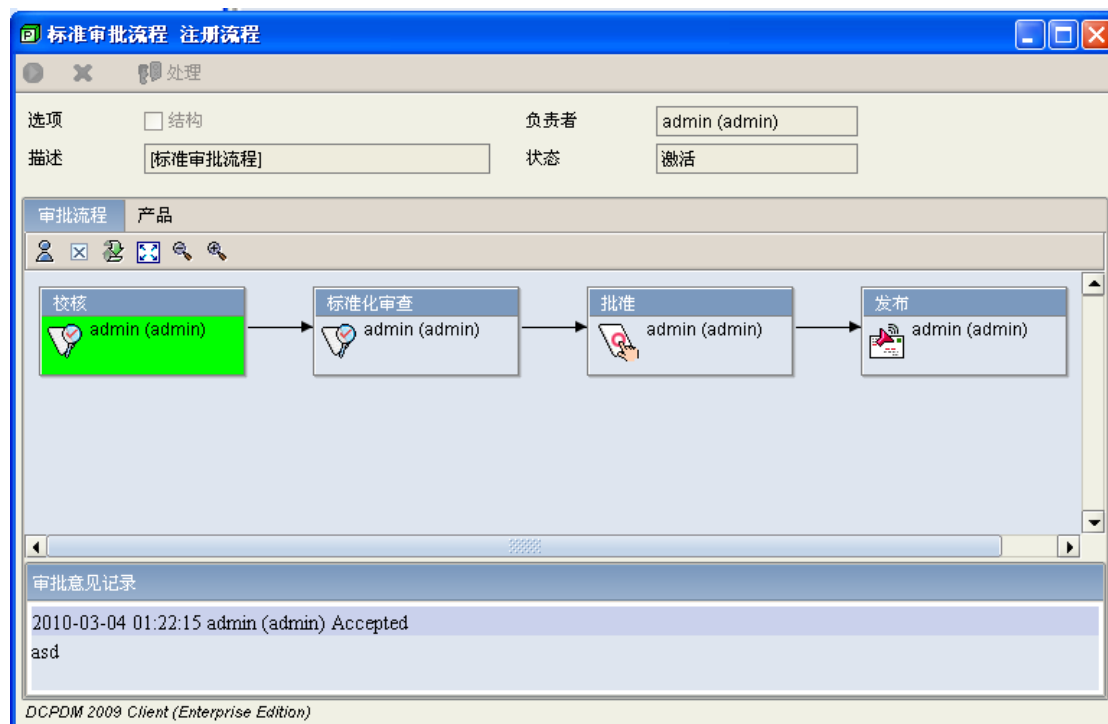 标准审批流程 注册流程
处理
选项 结构 负责者 admin (admin)
描述 [标准审批流程] 状态 激活
审批流程 产品
校核 标准化审查 批准 发布
admin (admin) admin (admin) admin (admin) admin (admin)
审批意见记录
2010-03-04 01:22:15 admin (admin) Accepted
asd
DCPDM 2009 Client (Enterprise Edition)